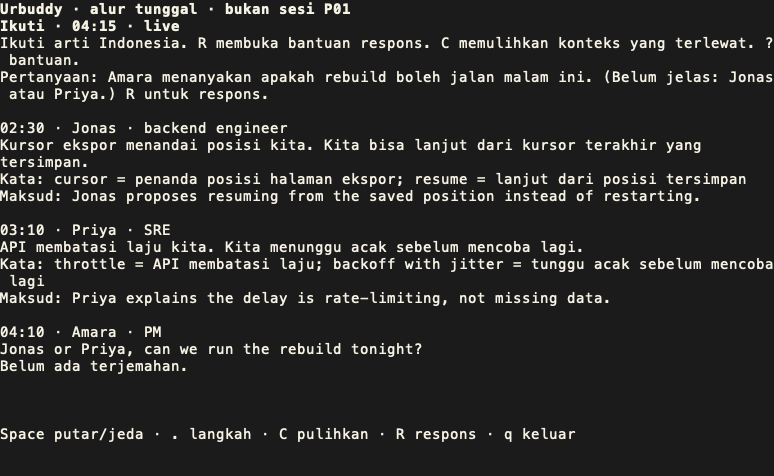 Urbuddy · alur tunggal · bukan sesi P01
Ikuti · 04:15 · live
Ikuti arti Indonesia. R membuka bantuan respons. C memulihkan konteks yang terlewat. ?
bantuan.
Pertanyaan: Amara menanyakan apakah rebuild boleh jalan malam ini. (Belum jelas: Jonas
atau Priya.) R untuk respons.
02:30 · Jonas · backend engineer
Kursor ekspor menandai posisi kita. Kita bisa lanjut dari kursor terakhir yang
tersimpan.
Kata: cursor = penanda posisi halaman ekspor; resume = lanjut dari posisi tersimpan
Maksud: Jonas proposes resuming from the saved position instead of restarting.
03:10 · Priya · SRE
API membatasi laju kita. Kita menunggu acak sebelum mencoba lagi.
Kata: throttle = API membatasi laju; backoff with jitter = tunggu acak sebelum mencoba
lagi
Maksud: Priya explains the delay is rate-limiting, not missing data.
04:10 · Amara · PM
Jonas or Priya, can we run the rebuild tonight?
Belum ada terjemahan.
Space putar/jeda · . langkah · C pulihkan · R respons · q keluar